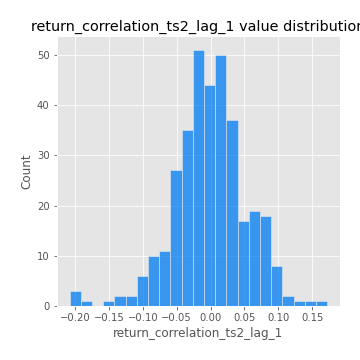 return_correlation_ts2_lag_1 value distribution
50
40
30
20
10
0
Count
−0.20 −0.15 −0.10 −0.05 0.00 0.05 0.10 0.15
return_correlation_ts2_lag_1